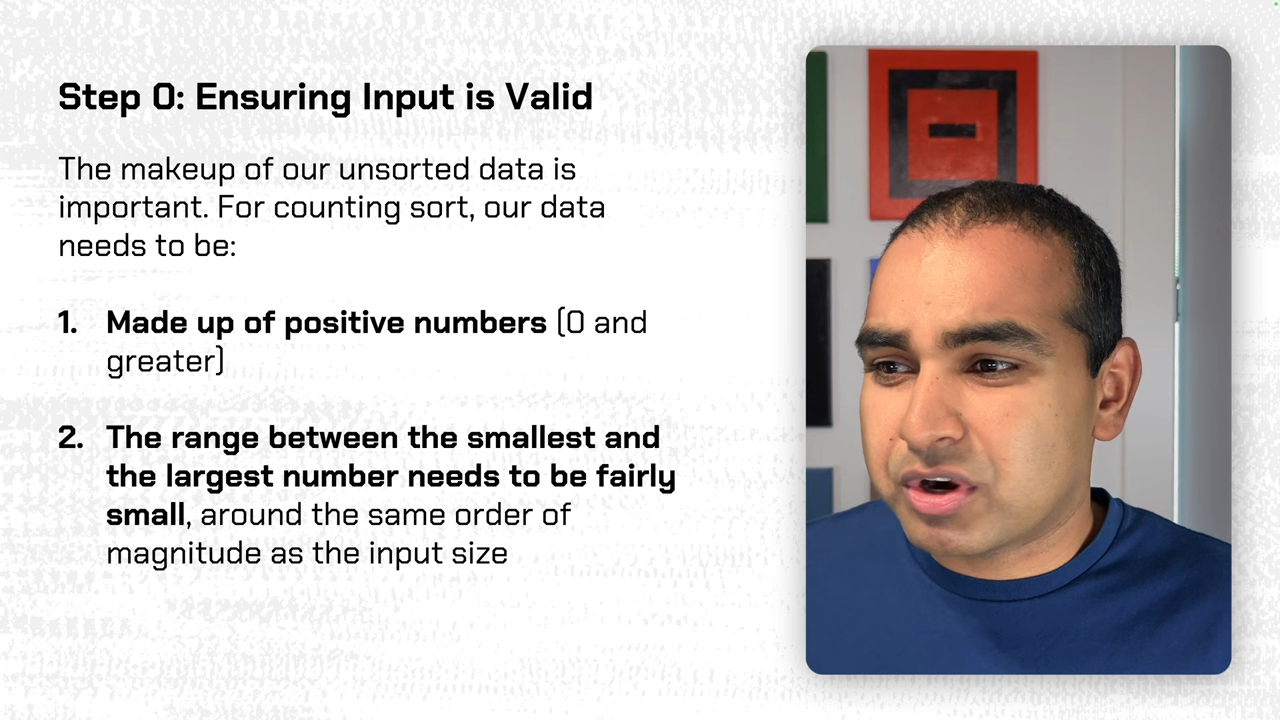 Step 0: Ensuring Input is Valid
The makeup of our unsorted data is
important. For counting sort, our data
needs to be:
1. Made up of positive numbers (0 and
greater)
2. The range between the smallest and
the largest number needs to be fairly
small, around the same order of
magnitude as the input size